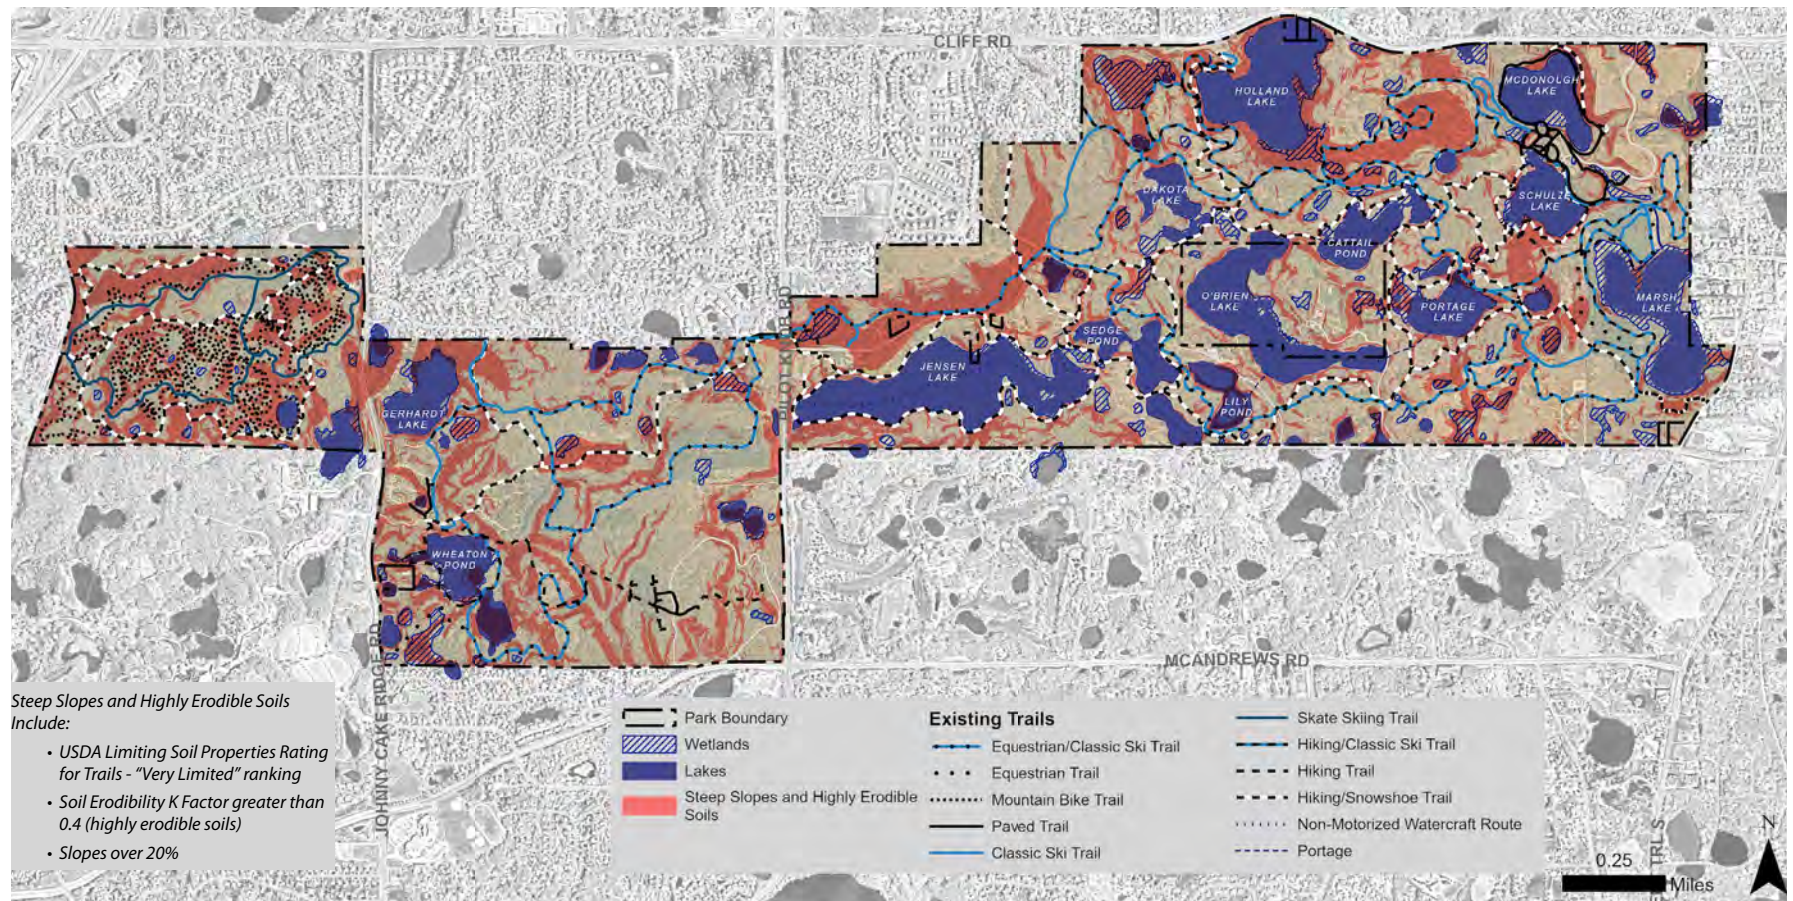 CLIFF RD
HOLLAND
LAKE
MCDONOUGH
LAKE
DAKOTA
LAKE
SCHULZE
LAKE
CATTAIL
POND
O'BRIEN
LAKE
PORTAGE
LAKE
MARSH
LAKE
SEDGE
POND
JENSEN
LAKE
LILY
POND
GERHARDT
LAKE
WHEATON
POND
PILOT KNOB RD
JOHNNY CAKE RIDGE RD
MCANDREWS RD
Steep Slopes and Highly Erodible Soils
Include:
• USDA Limiting Soil Properties Rating
for Trails - “Very Limited” ranking
• Soil Erodibility K Factor greater than
0.4 (highly erodible soils)
• Slopes over 20%
Park Boundary
Wetlands
Lakes
Steep Slopes and Highly Erodible
Soils
Existing Trails
Equestrian/Classic Ski Trail
Equestrian Trail
Mountain Bike Trail
Paved Trail
Classic Ski Trail
Skate Skiing Trail
Hiking/Classic Ski Trail
Hiking Trail
Hiking/Snowshoe Trail
Non-Motorized Watercraft Route
Portage
TRL S
0.25
Miles
N